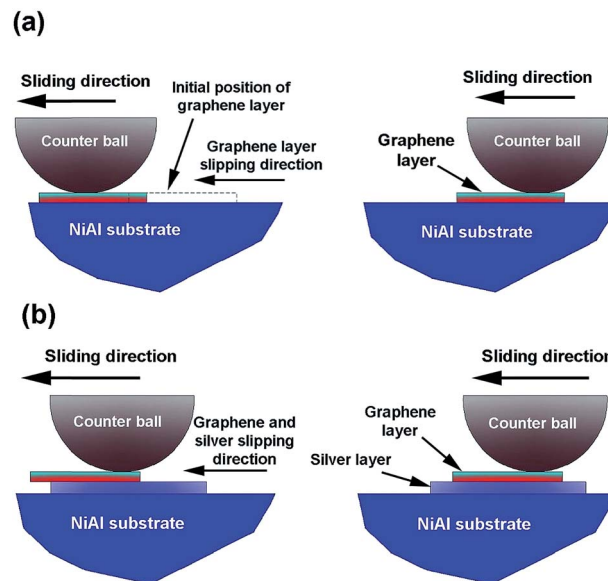 (a)
Sliding direction
Initial position of
graphene layer
Graphene layer
slipping direction
Counter ball
NiAl substrate
Sliding direction
Counter ball
Graphene
layer
NiAl substrate
(b)
Sliding direction
Counter ball
Graphene and
silver slipping
direction
NiAl substrate
Sliding direction
Graphene
layer
Counter ball
Silver layer
NiAl substrate